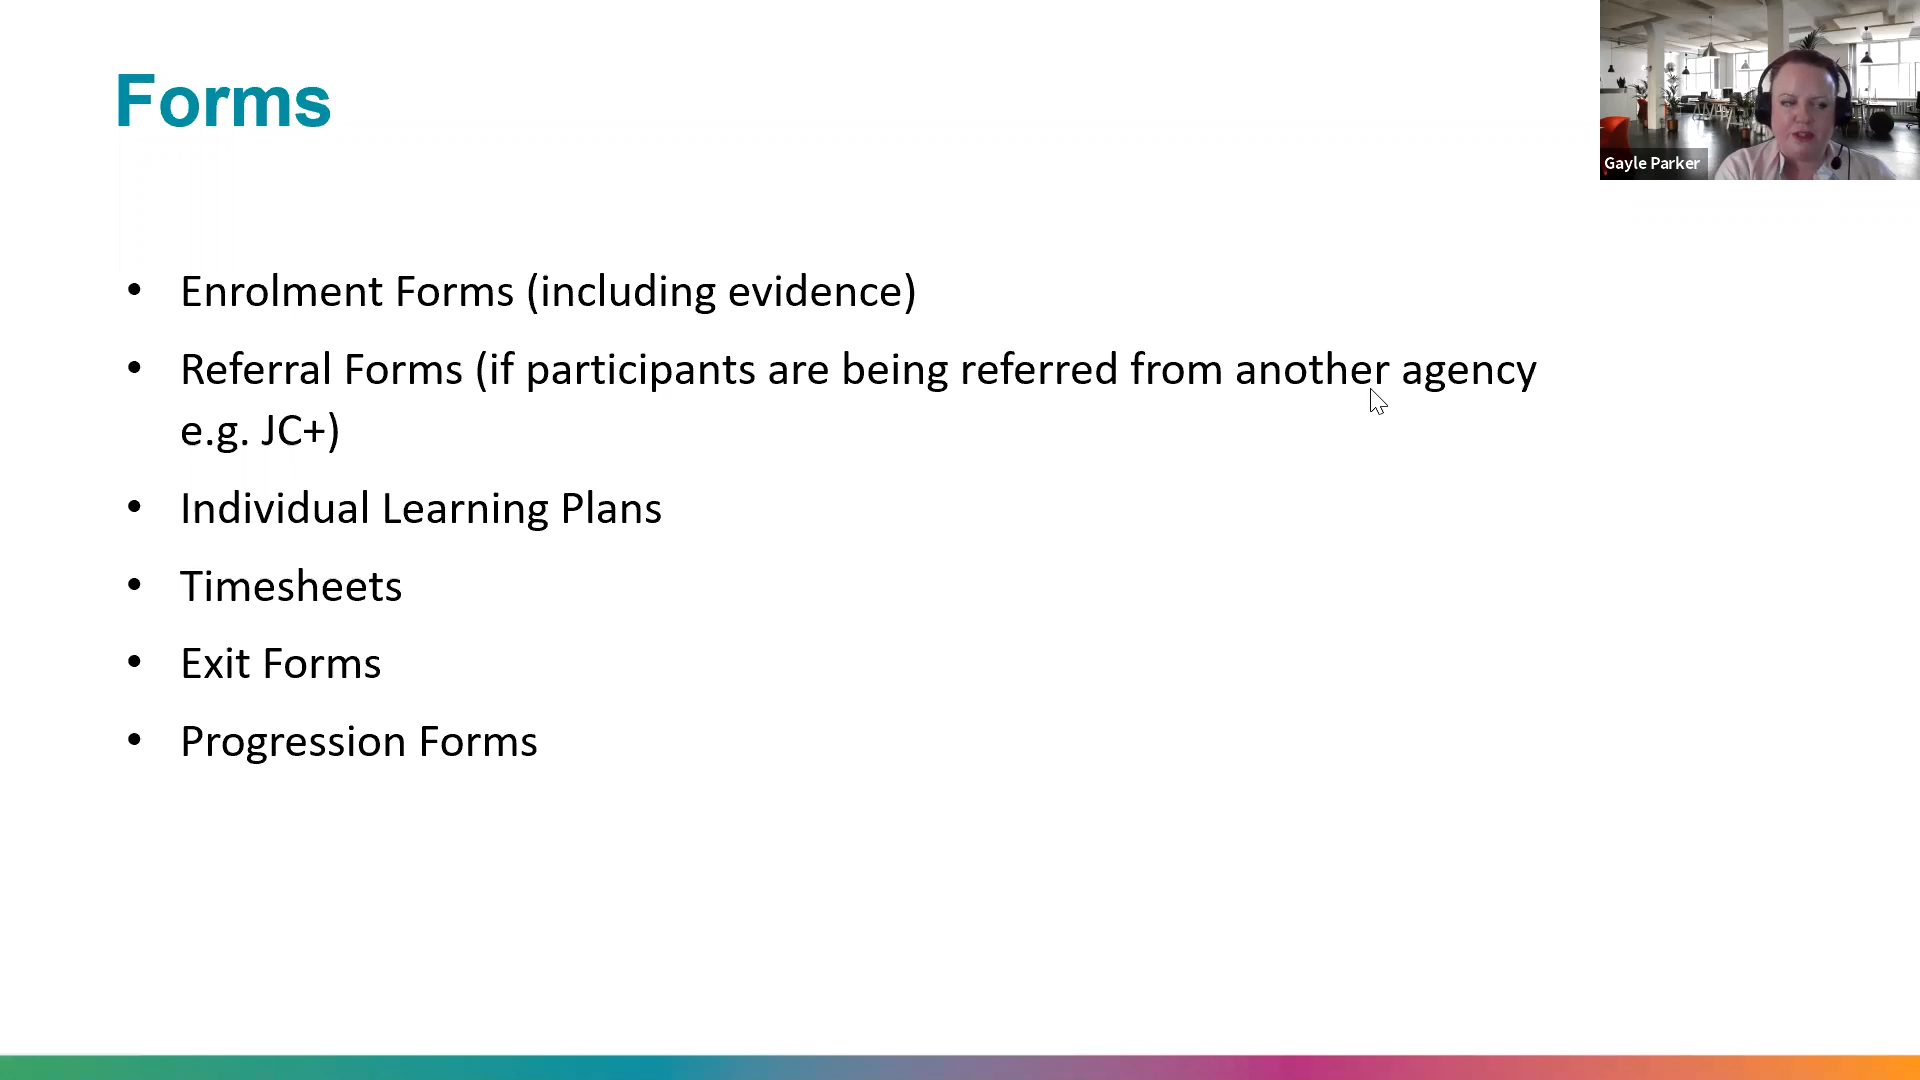 Forms
Gayle Parker
• Enrolment Forms (including evidence)
• Referral Forms (if participants are being referred from another agency
e.g. JC+)
• Individual Learning Plans
• Timesheets
• Exit Forms
• Progression Forms